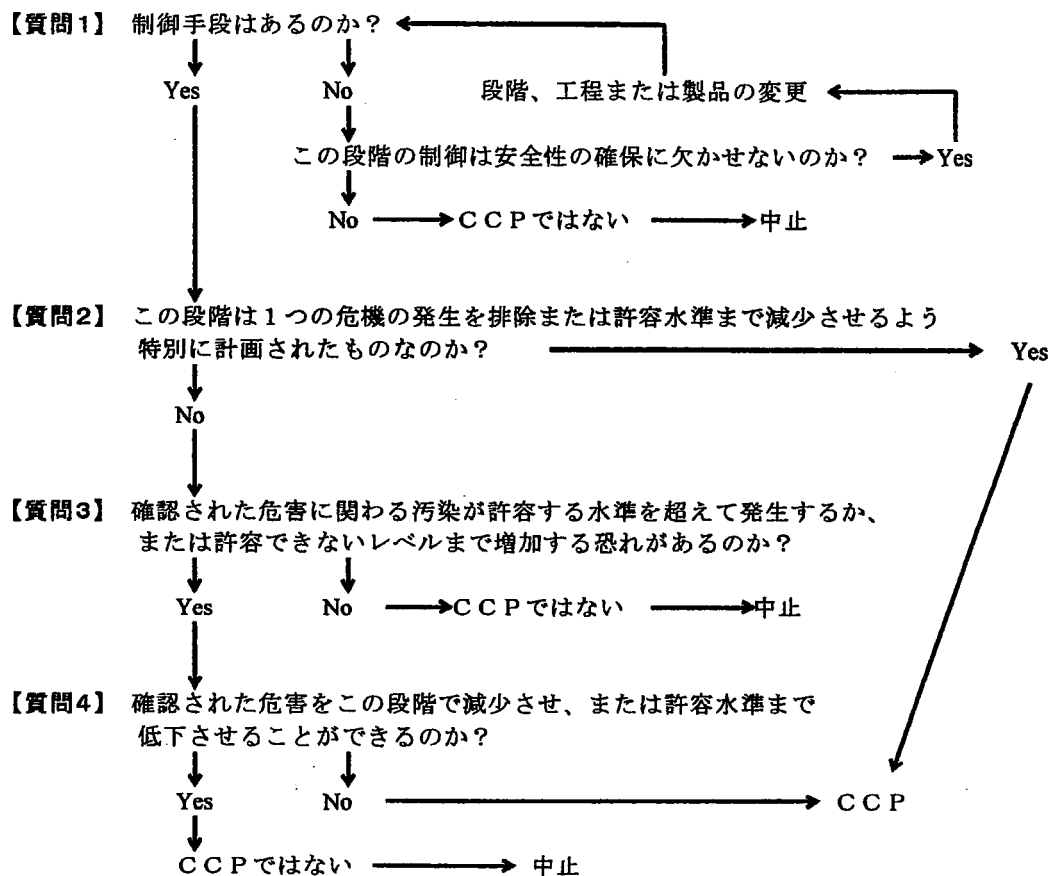 【質問1】 制御手段はあるのか？
Yes No 段階、工程または製品の変更
この段階の制御は安全性の確保に欠かせないのか？ Yes
No ＣＣＰではない 中止
【質問2】 この段階は１つの危機の発生を排除または許容水準まで減少させるよう
特別に計画されたものなのか？ Yes
No
【質問3】 確認された危害に関わる汚染が許容する水準を超えて発生するか、
または許容できないレベルまで増加する恐れがあるのか？
Yes No ＣＣＰではない 中止
【質問4】 確認された危害をこの段階で減少させ、または許容水準まで
低下させることができるのか？
Yes No ＣＣＰ
ＣＣＰではない 中止